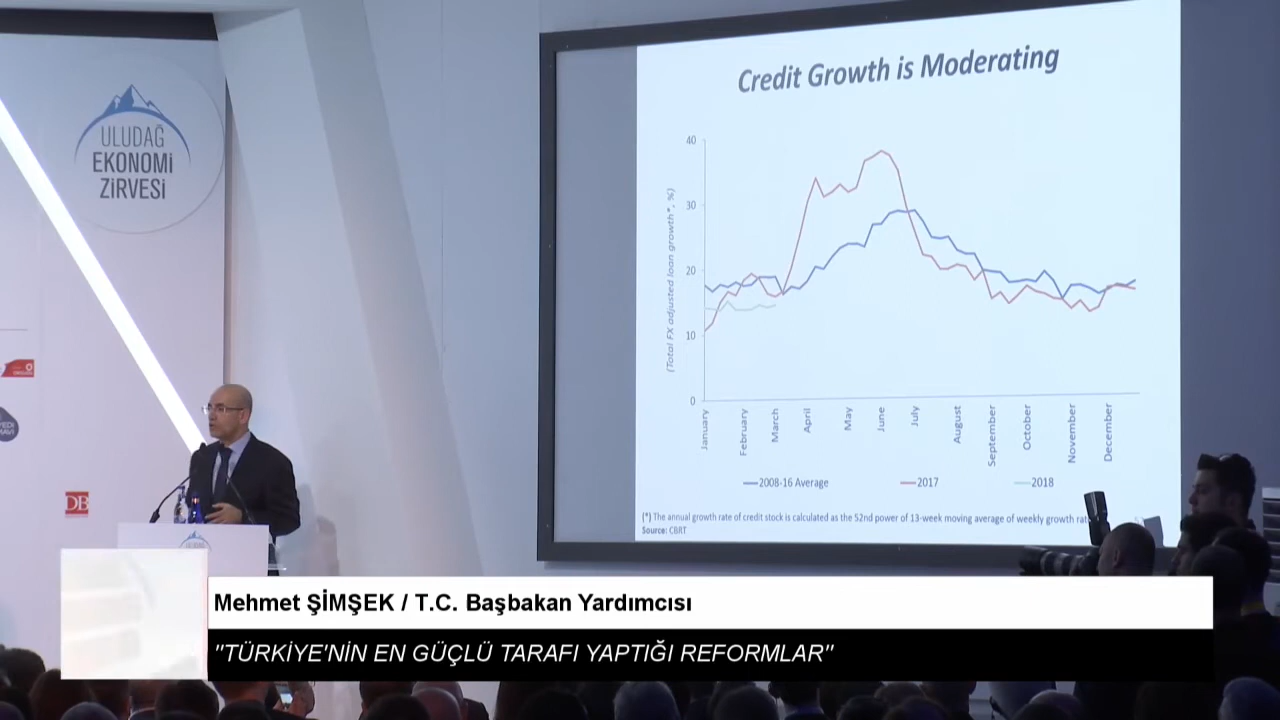 ULUDAĞ
EKONOMİ
ZİRVESİ
DB
Credit Growth is Moderating
(Total FX adjusted loan growth*, %)
40
30
20
10
0
January
February
March
April
May
June
July
August
September
October
November
December
2008-16 Average
2017
2018
(*) The annual growth rate of credit stock is calculated as the 52nd power of 13-week moving average of weekly growth
Source: CBRT
Mehmet ŞİMŞEK / T.C. Başbakan Yardımcısı
"TÜRKİYE'NİN EN GÜÇLÜ TARAFI YAPTIĞI REFORMLAR"